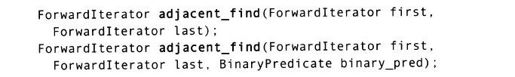 ForwardIterator adjacent_find(ForwardIterator first,
ForwardIterator last);
ForwardIterator adjacent_find(ForwardIterator first,
ForwardIterator last, BinaryPredicate binary_pred);